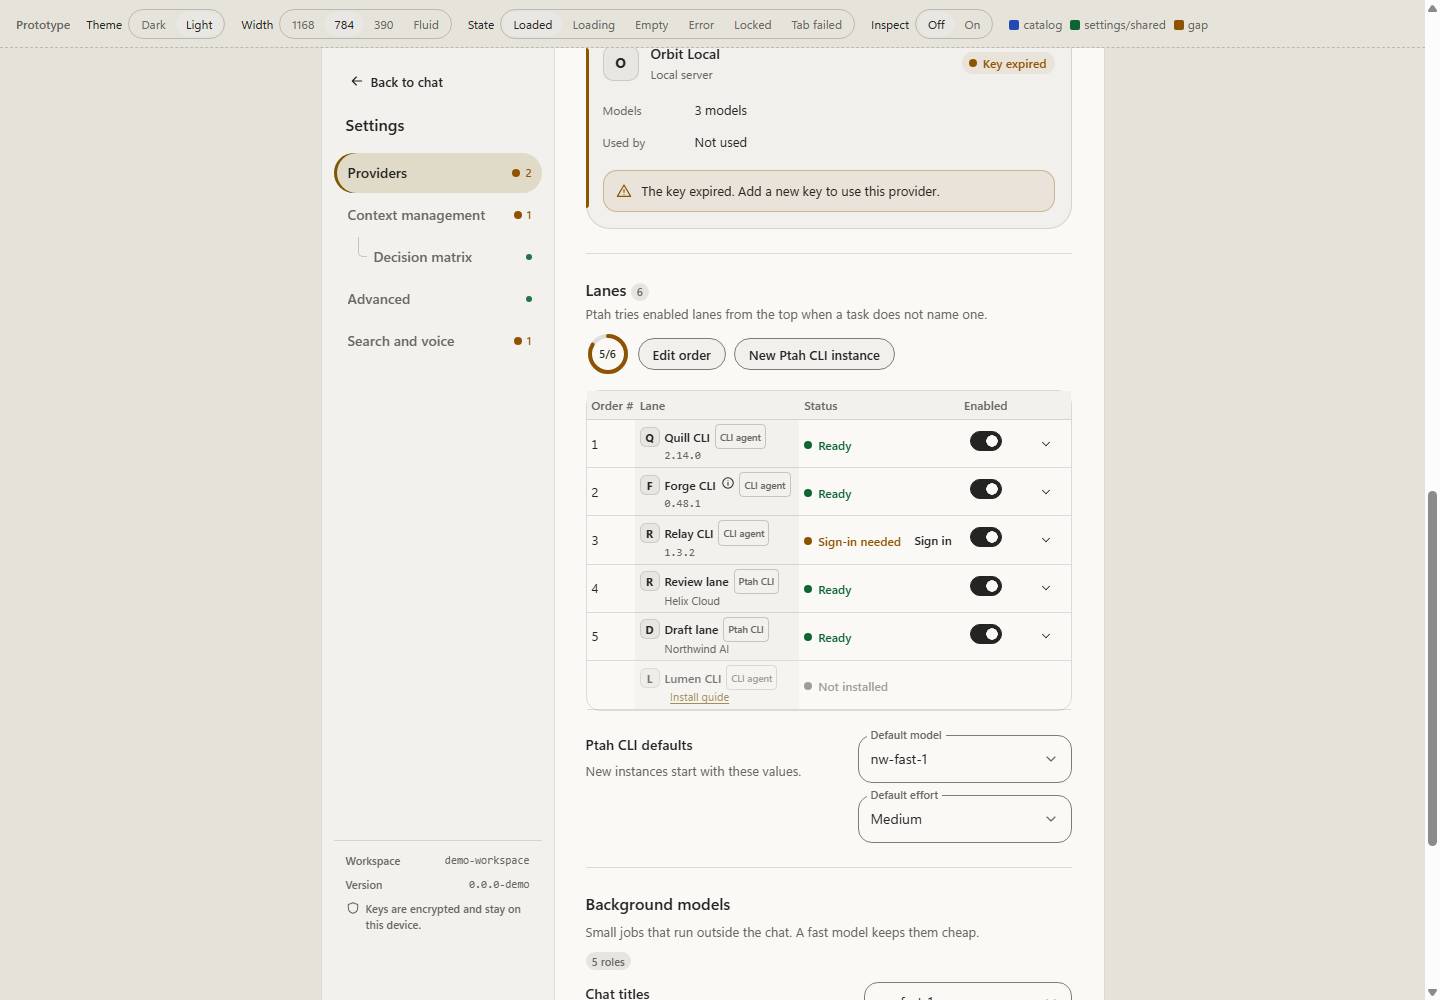 Prototype Theme Dark Light Width 1168 784 390 Fluid State Loaded Loading Empty Error Locked Tab failed Inspect Off On catalog settings/shared gap
Back to chat
Settings
Providers 2
Context management 1
Decision matrix
Advanced
Search and voice 1
Workspace demo-workspace
Version 0.0.0-demo
Keys are encrypted and stay on
this device.
O Orbit Local
Local server
Key expired
Models 3 models
Used by Not used
The key expired. Add a new key to use this provider.
Lanes 6
Ptah tries enabled lanes from the top when a task does not name one.
5/6 Edit order New Ptah CLI instance
Order # Lane Status Enabled
1 Q Quill CLI CLI agent Ready
2.14.0
2 F Forge CLI CLI agent Ready
0.48.1
3 R Relay CLI CLI agent Sign-in needed Sign in
1.3.2
4 R Review lane Ptah CLI Ready
Helix Cloud
5 D Draft lane Ptah CLI Ready
Northwind AI
L Lumen CLI CLI agent Not installed
Install guide
Ptah CLI defaults
New instances start with these values.
Default model
nw-fast-1
Default effort
Medium
Background models
Small jobs that run outside the chat. A fast model keeps them cheap.
5 roles
Chat titles